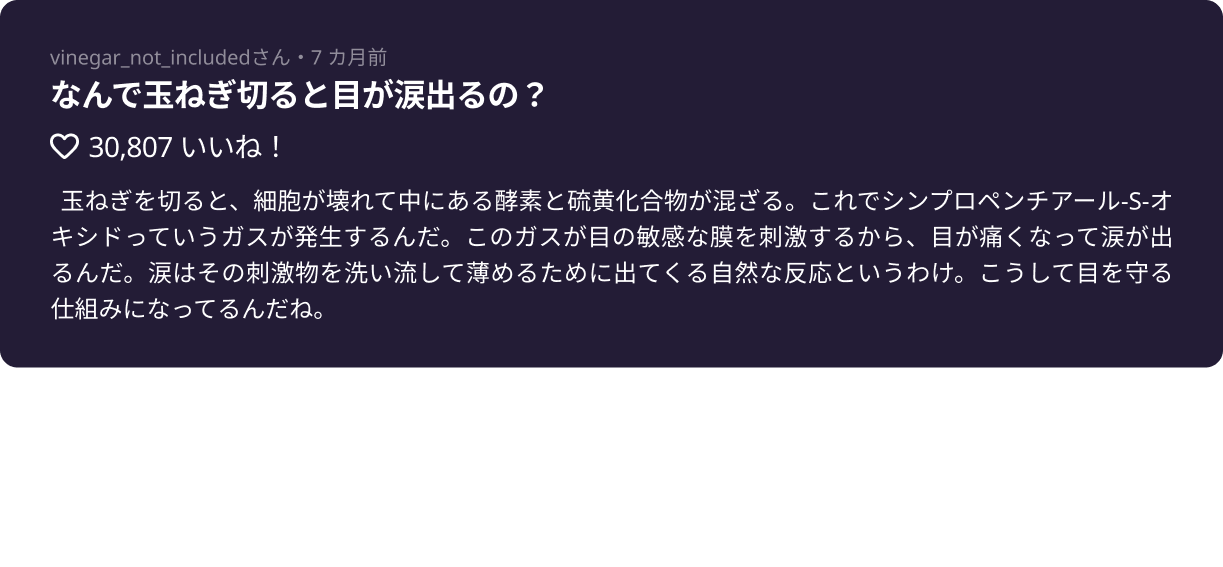 vinegar_not_includedさん・7 カ月前
なんで玉ねぎ切ると目が涙出るの？
30,807 いいね！
玉ねぎを切ると、細胞が壊れて中にある酵素と硫黄化合物が混ざる。これでシンプロペンチアール-S-オ
キシドっていうガスが発生するんだ。このガスが目の敏感な膜を刺激するから、目が痛くなって涙が出
るんだ。涙はその刺激物を洗い流して薄めるために出てくる自然な反応というわけ。こうして目を守る
仕組みになってるんだね。